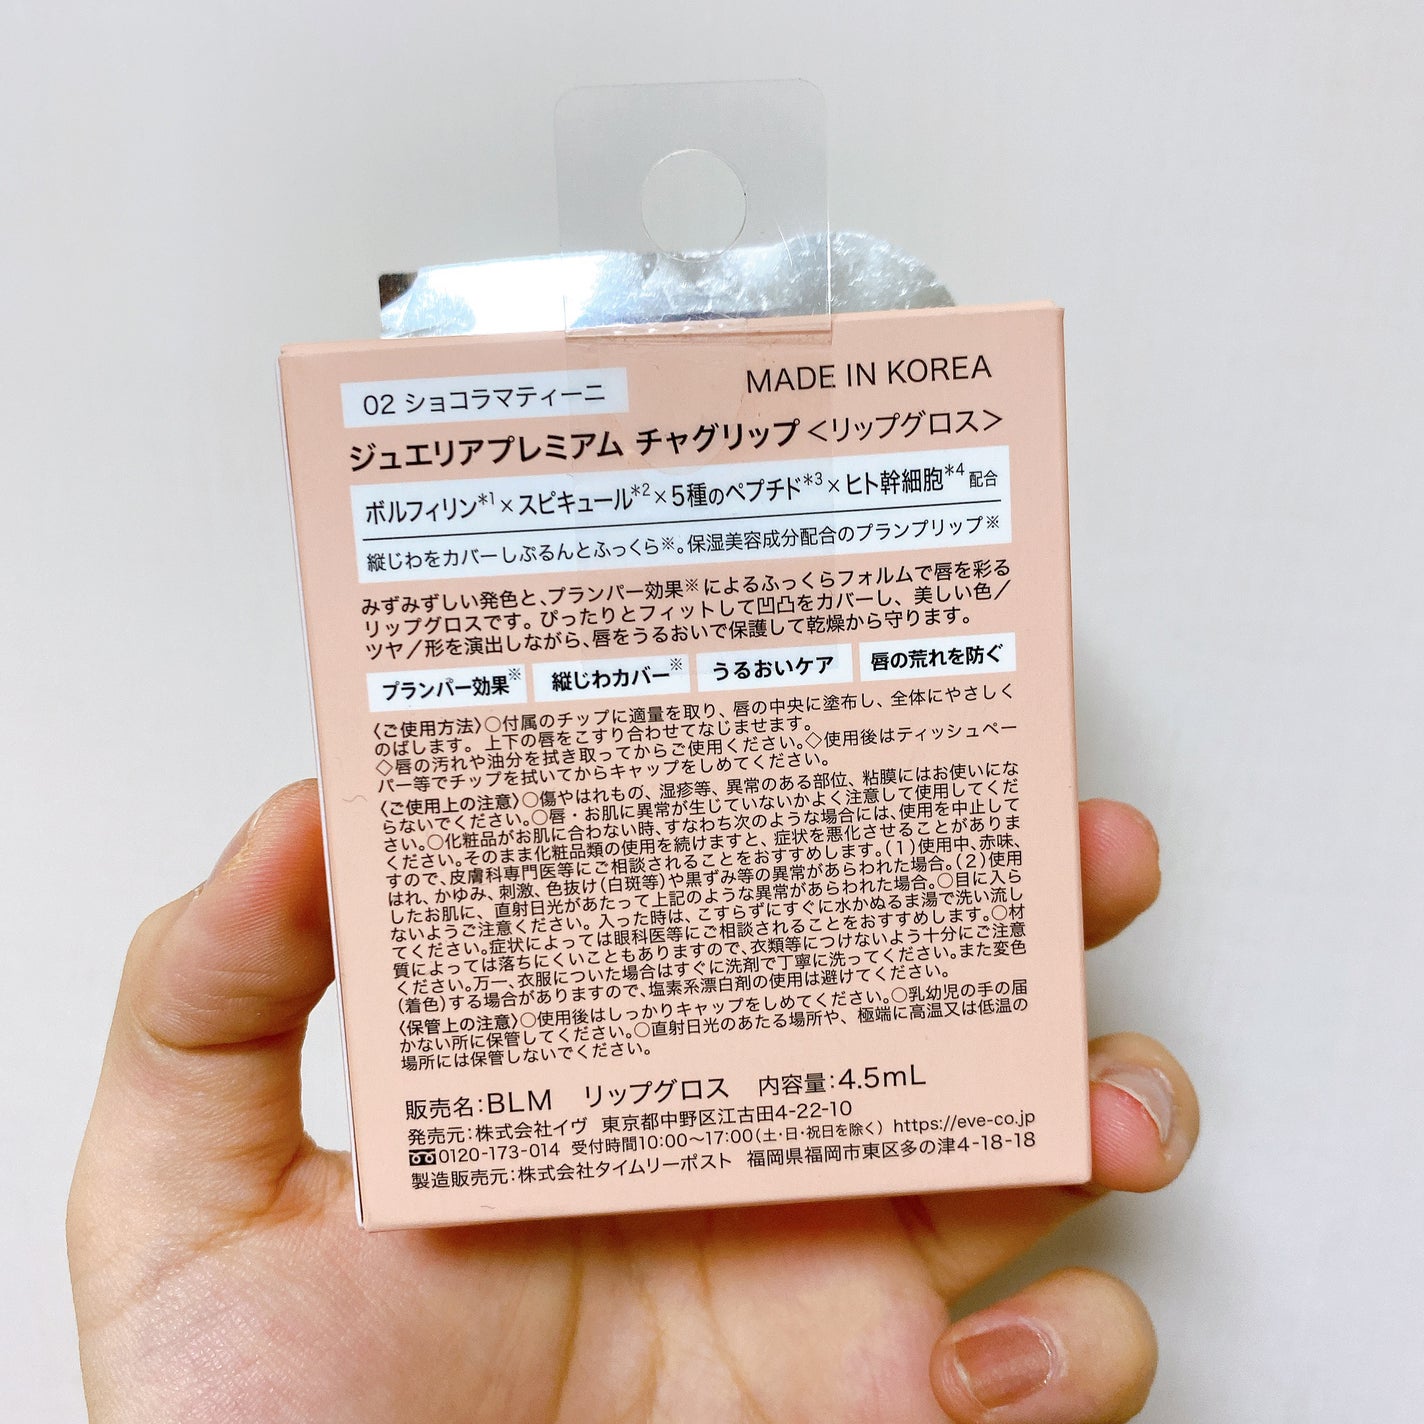 02 ショコラマティーニ
MADE IN KOREA
ジュエリアプレミアム チャグリップ<リップグロス>
ボルフィリン*1×スピキュール*2×5種のペプチド*3×ヒト幹細胞*4 配合
縦じわをカバーしぷるんとふっくら※。保湿美容成分配合のプランプリップ※
みずみずしい発色と、プランパー効果※によるふっくらフォルムで唇を彩る
リップグロスです。ぴったりとフィットして凹凸をカバーし、美しい色/
ツヤ/形を演出しながら、唇をうるおいで保護して乾燥から守ります。
プランパー効果※ 縦じわカバー※ うるおいケア 唇の荒れを防ぐ
〈ご使用方法〉○付属のチップに適量を取り、唇の中央に塗布し、全体にやさしく
のばします。上下の唇をこすり合わせてなじませます。
◇唇の汚れや油分を拭き取ってからご使用ください。◇使用後はティッシュペー
パー等でチップを拭いてからキャップをしめてください。
〈ご使用上の注意〉○傷やはれもの、湿疹等、異常のある部位、粘膜にはお使いにな
らないでください。○唇・お肌に異常が生じていないかよく注意して使用してくだ
さい。○化粧品がお肌に合わない時、すなわち次のような場合には、使用を中止して
ください。そのまま化粧品類の使用を続けますと、症状を悪化させることがありま
すので、皮膚科専門医等にご相談されることをおすすめします。(1)使用中、赤味、
はれ、かゆみ、刺激、色抜け(白斑等)や黒ずみ等の異常があらわれた場合。(2)使用
したお肌に、直射日光があたって上記のような異常があらわれた場合。○目に入ら
ないようご注意ください。入った時は、こすらずにすぐに水かぬるま湯で洗い流し
てください。症状によっては眼科医等にご相談されることをおすすめします。○材
質によっては落ちにくいこともありますので、衣類等につけないよう十分にご注意
ください。万一、衣服についた場合はすぐに洗剤で丁寧に洗ってください。また変色
(着色)する場合がありますので、塩素系漂白剤の使用は避けてください。
〈保管上の注意〉○使用後はしっかりキャップをしめてください。○乳幼児の手の届
かない所に保管してください。○直射日光のあたる場所や、極端に高温又は低温の
場所には保管しないでください。
販売名:BLM リップグロス 内容量:4.5mL
発売元:株式会社イヴ 東京都中野区江古田4-22-10
0120-173-014 受付時間10:00~17:00(土・日・祝日を除く) https://eve-co.jp
製造販売元:株式会社タイムリーポスト 福岡県福岡市東区多の津4-18-18